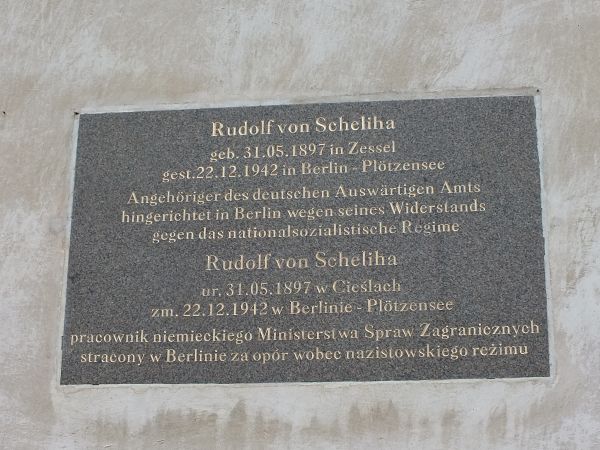 Rudolf von Scheliha
geb. 31.05.1897 in Zessel
gest.22.12.1942 in Berlin - Plötzensee
Angehöriger des deutschen Auswärtigen Amts
hingerichtet in Berlin wegen seines Widerstands
gegen das nationalsozialistische Regime
Rudolf von Scheliha
ur. 31.05.1897 w Cieślach
zm. 22.12.1942 w Berlinie - Plötzensee
pracownik niemieckiego Ministerstwa Spraw Zagranicznych
stracony w Berlinie za opór wobec nazistowskiego reżimu